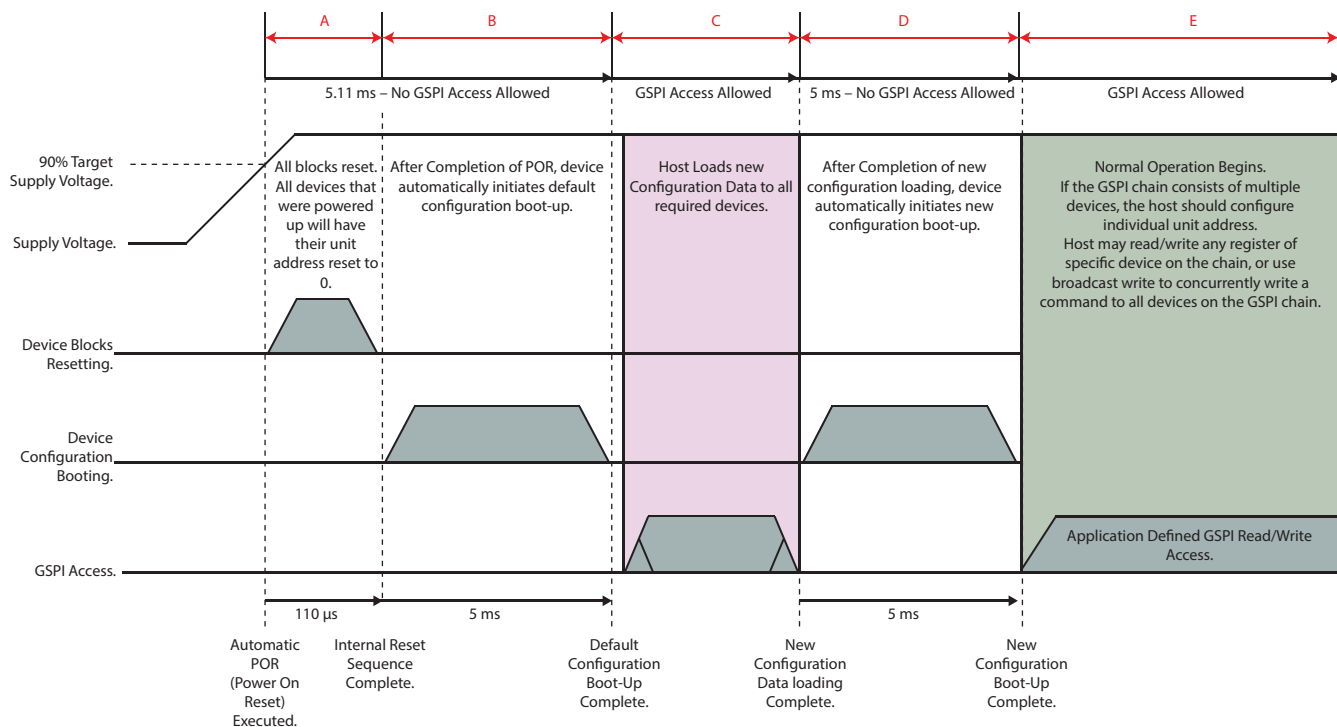 A
B
C
D
E
5.11 ms – No GSPI Access Allowed
GSPI Access Allowed
5 ms – No GSPI Access Allowed
GSPI Access Allowed
90% Target
Supply Voltage.
Supply Voltage.
All blocks reset.
All devices that
were powered
up will have
their unit
address reset to
0.
After Completion of POR, device
automatically initiates default
configuration boot-up.
Host Loads new
Configuration Data to all
required devices.
After Completion of new
configuration loading, device
automatically initiates new
configuration boot-up.
Normal Operation Begins.
If the GSPI chain consists of multiple
devices, the host should configure
individual unit address.
Host may read/write any register of
specific device on the chain, or use
broadcast write to concurrently write a
command to all devices on the GSPI chain.
Device Blocks
Resetting.
Device
Configuration
Booting.
GSPI Access.
Application Defined GSPI Read/Write
Access.
110 μs
5 ms
5 ms
Automatic
POR
(Power On
Reset)
Executed.
Internal Reset
Sequence
Complete.
Default
Configuration
Boot-Up
Complete.
New
Configuration
Data loading
Complete.
New
Configuration
Boot-Up
Complete.